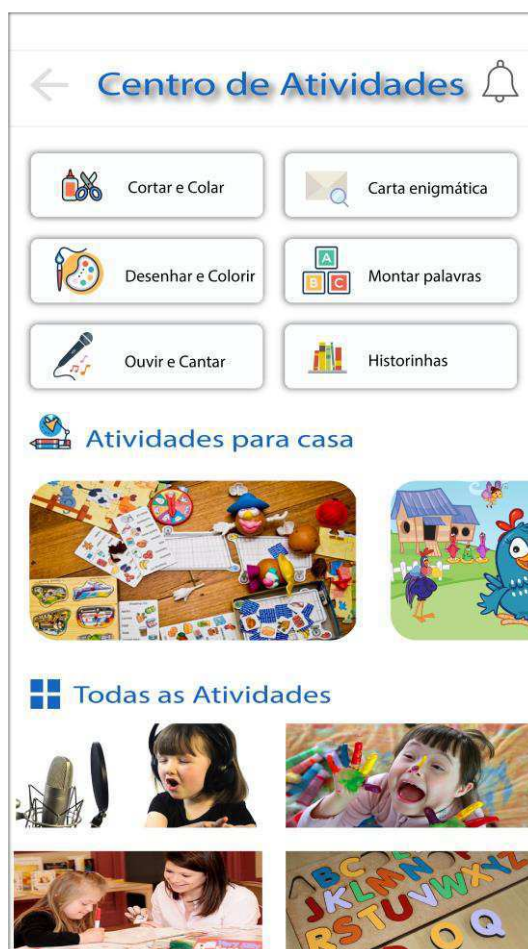 Centro de Atividades
Cortar e Colar
Carta enigmática
Desenhar e Colorir
A
B C
Montar palavras
Ouvir e Cantar
Historinhas
Atividades para casa
Todas as Atividades